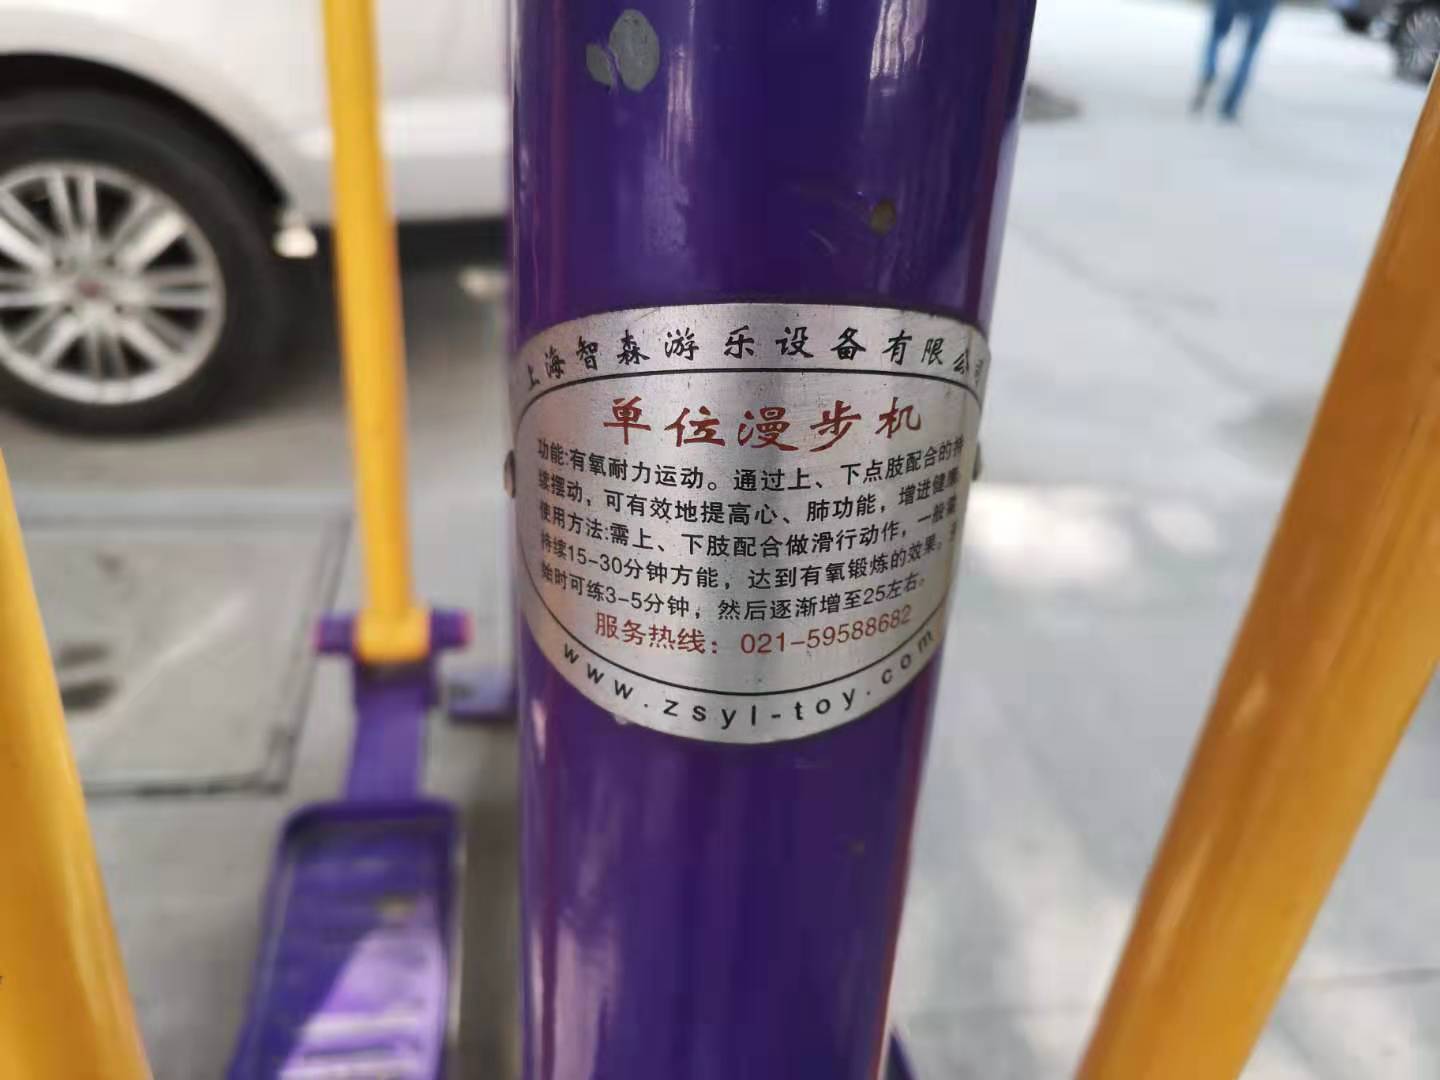 上海智森游乐设备有限公司
单位漫步机
功能:有氧耐力运动。通过上、下点肢配合的持
续摆动，可有效地提高心、肺功能，增进健康。
使用方法:需上、下肢配合做滑行动作，一般需
持续15-30分钟方能，达到有氧锻炼的效果。开
始时可练3-5分钟，然后逐渐增至25左右。
服务热线：021-59588682
www.zsyl-toy.com